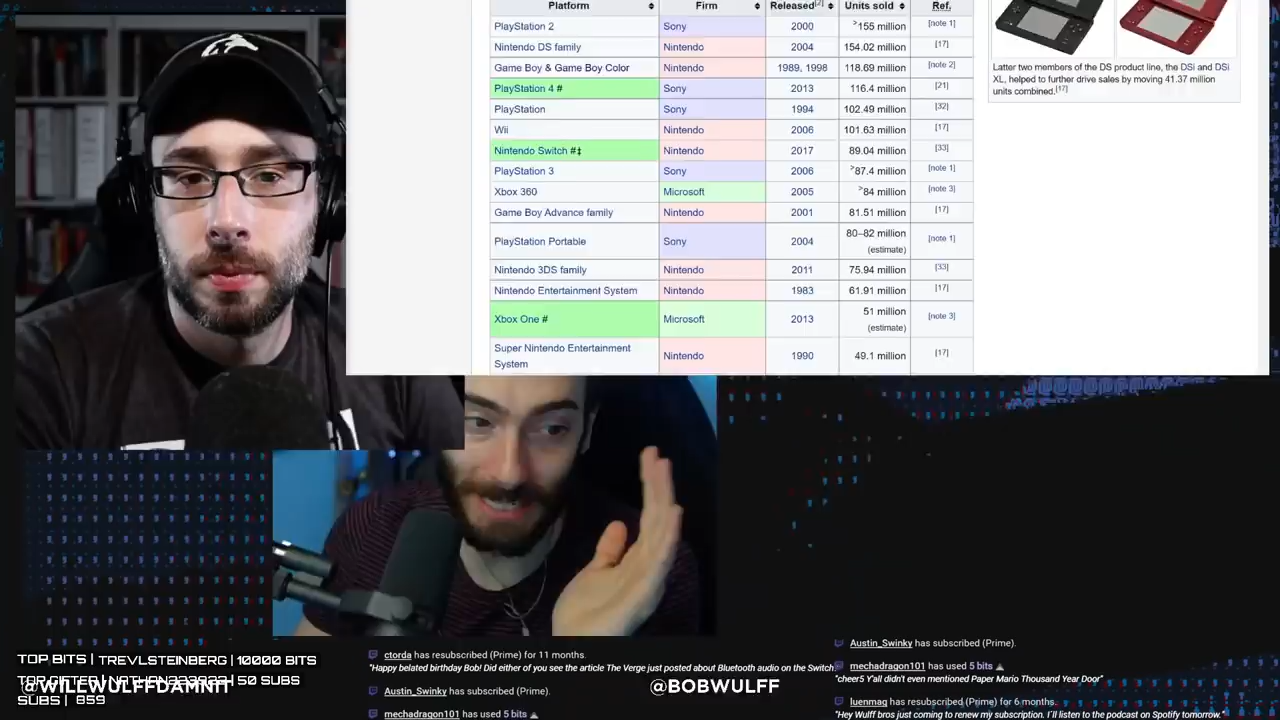 Platform Firm Released[2] Units sold Ref.
PlayStation 2 Sony 2000 >155 million [note 1]
Nintendo DS family Nintendo 2004 154.02 million [17]
Game Boy & Game Boy Color Nintendo 1989, 1998 118.69 million [note 2]
PlayStation 4 # Sony 2013 116.4 million [21]
PlayStation Sony 1994 102.49 million [32]
Wii Nintendo 2006 101.63 million [17]
Nintendo Switch #‡ Nintendo 2017 89.04 million [33]
PlayStation 3 Sony 2006 >87.4 million [note 1]
Xbox 360 Microsoft 2005 >84 million [note 3]
Game Boy Advance family Nintendo 2001 81.51 million [17]
PlayStation Portable Sony 2004 80–82 million (estimate) [note 1]
Nintendo 3DS family Nintendo 2011 75.94 million [33]
Nintendo Entertainment System Nintendo 1983 61.91 million [17]
Xbox One # Microsoft 2013 51 million (estimate) [note 3]
Super Nintendo Entertainment System Nintendo 1990 49.1 million [17]
Latter two members of the DS product line, the DSi and DSi
XL, helped to further drive sales by moving 41.37 million
units combined.[17]
TOP BITS | TREVLSTEINBERG | 10000 BITS
@WILLWULFFDAMNIT
| 50 SUBS
SUBS | 859
ctorda has resubscribed (Prime) for 11 months.
"Happy belated birthday Bob! Did either of you see the article The Verge just posted about Bluetooth audio on the Switch
Austin_Swinky has subscribed (Prime).
mechadragon101 has used 5 bits
@BOBWULFF
Austin_Swinky has subscribed (Prime).
mechadragon101 has used 5 bits
"cheer5 Y'all didn't even mentioned Paper Mario Thousand Year Door"
luenmag has resubscribed (Prime) for 6 months.
"Hey Wulff bros just coming to renew my subscription. I'll listen to the podcast on Spotify tomorrow."